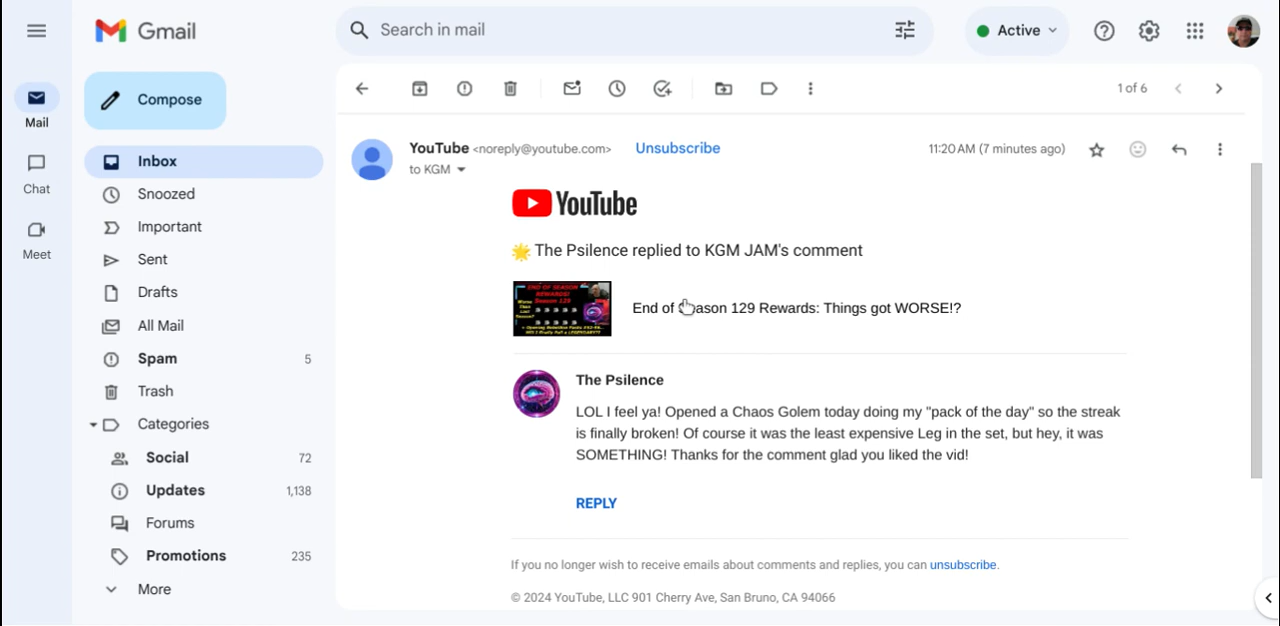 Gmail
Search in mail
Active
Compose
Mail
Chat
Meet
Inbox
Snoozed
Important
Sent
Drafts
All Mail
Spam 5
Trash
Categories
Social 72
Updates 1,138
Forums
Promotions 235
More
1 of 6
YouTube <noreply@youtube.com> Unsubscribe 11:20 AM (7 minutes ago)
to KGM
YouTube
The Psilence replied to KGM JAM's comment
END OF SEASON
REWARDS!
Season 129
End of Season 129 Rewards: Things got WORSE!?
The Psilence
LOL I feel ya! Opened a Chaos Golem today doing my "pack of the day" so the streak
is finally broken! Of course it was the least expensive Leg in the set, but hey, it was
SOMETHING! Thanks for the comment glad you liked the vid!
REPLY
If you no longer wish to receive emails about comments and replies, you can unsubscribe.
© 2024 YouTube, LLC 901 Cherry Ave, San Bruno, CA 94066